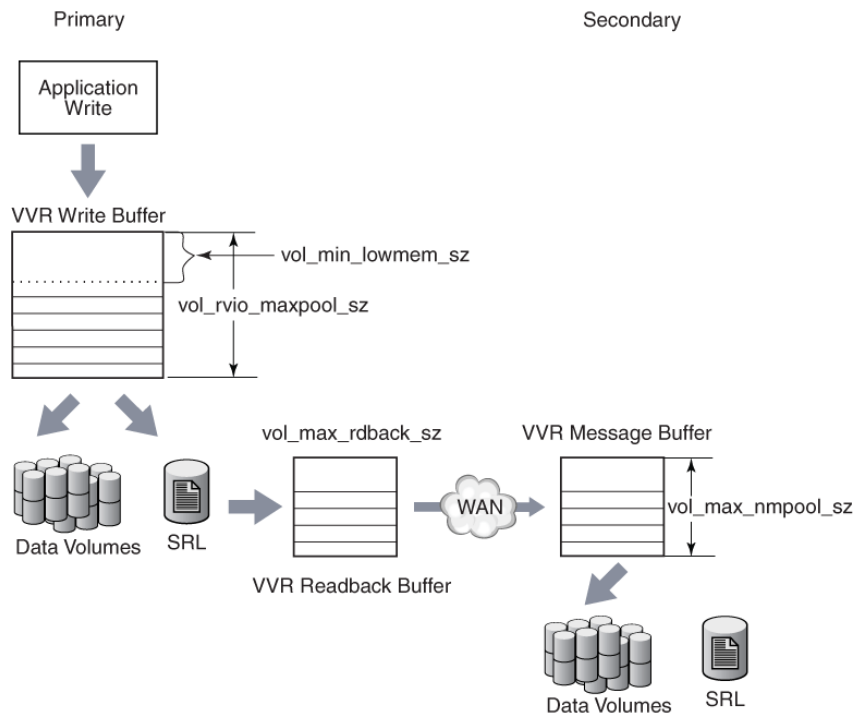 Primary
Secondary
Application
Write
VVR Write Buffer
vol_min_lowmem_sz
vol_rvio_maxpool_sz
vol_max_rdback_sz
VVR Message Buffer
WAN
vol_max_nmpool_sz
Data Volumes
SRL
VVR Readback Buffer
Data Volumes
SRL